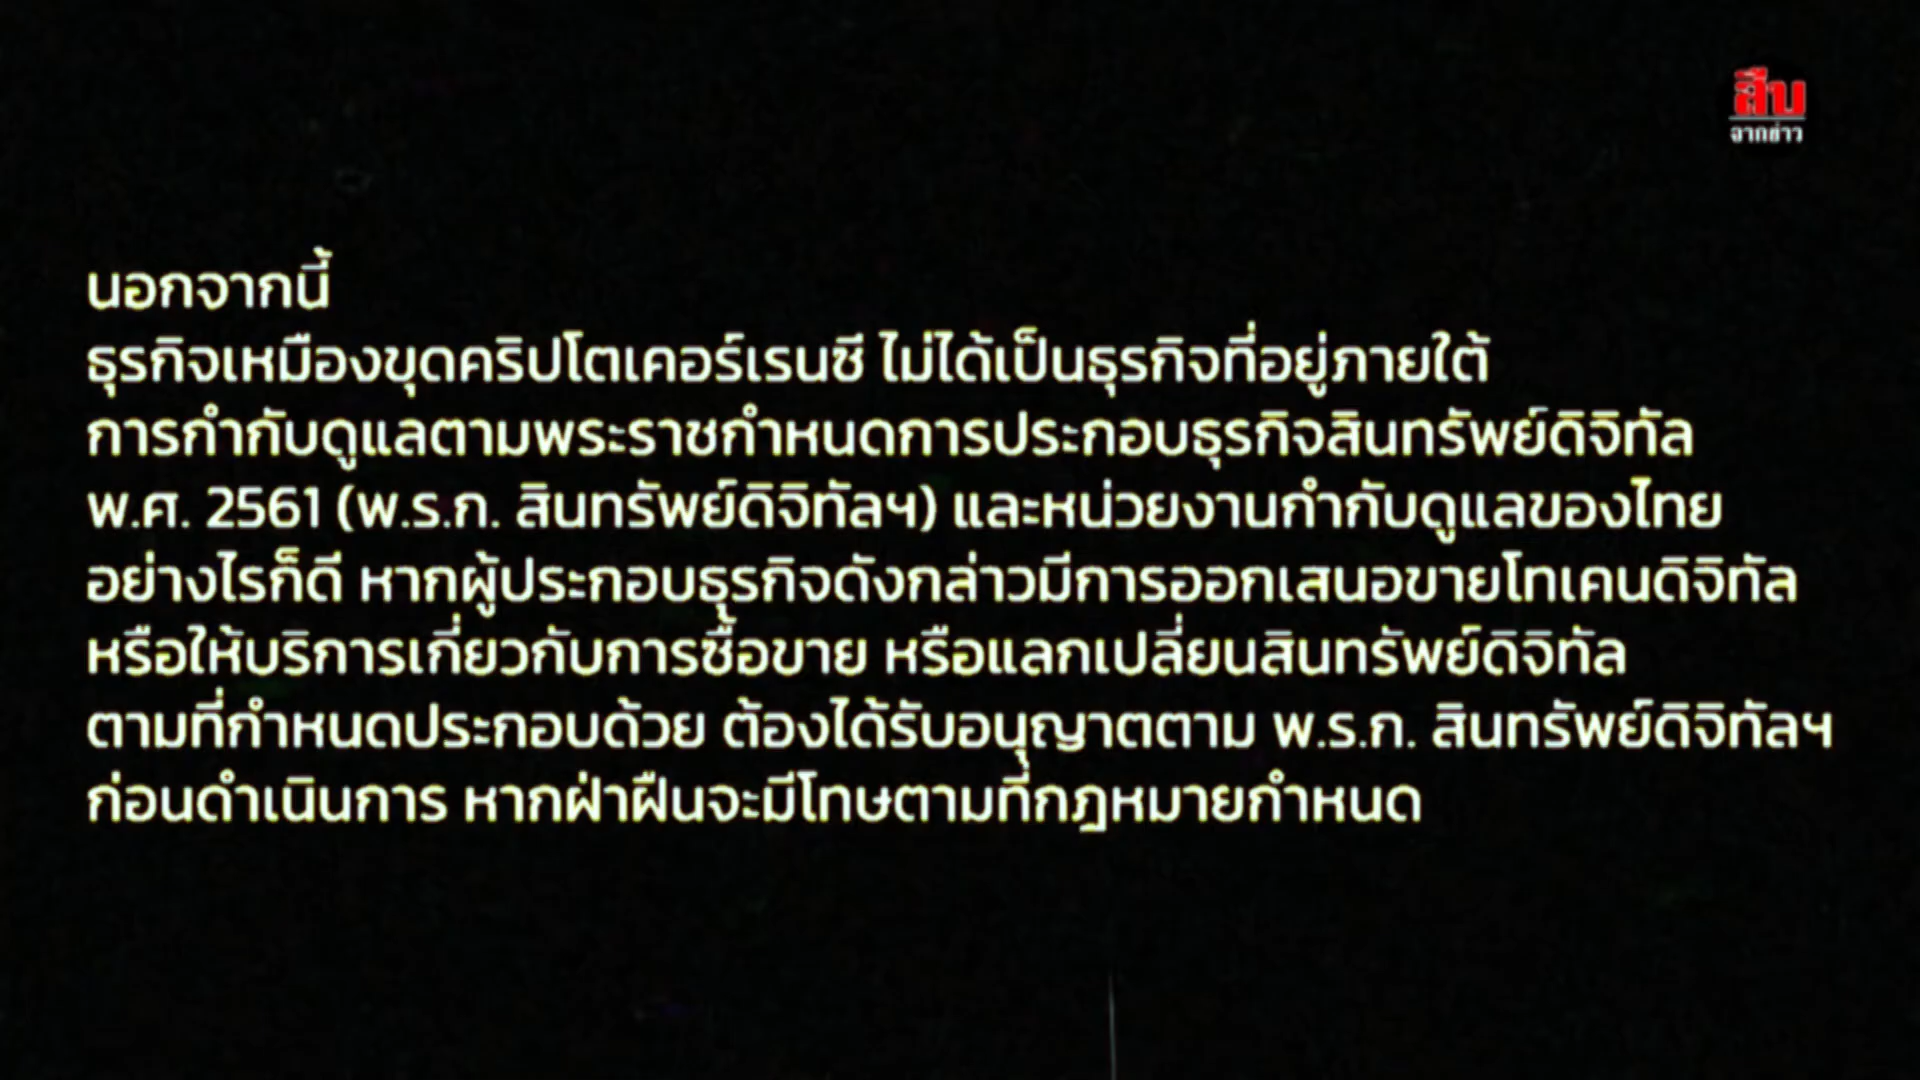 สืบ
จากข่าว
นอกจากนี้
ธุรกิจเหมืองขุดคริปโตเคอร์เรนซี ไม่ได้เป็นธุรกิจที่อยู่ภายใต้
การกำกับดูแลตามพระราชกำหนดการประกอบธุรกิจสินทรัพย์ดิจิทัล
พ.ศ. 2561 (พ.ร.ก. สินทรัพย์ดิจิทัลฯ) และหน่วยงานกำกับดูแลของไทย
อย่างไรก็ดี หากผู้ประกอบธุรกิจดังกล่าวมีการออกเสนอขายโทเคนดิจิทัล
หรือให้บริการเกี่ยวกับการซื้อขาย หรือแลกเปลี่ยนสินทรัพย์ดิจิทัล
ตามที่กำหนดประกอบด้วย ต้องได้รับอนุญาตตาม พ.ร.ก. สินทรัพย์ดิจิทัลฯ
ก่อนดำเนินการ หากฝ่าฝืนจะมีโทษตามที่กฎหมายกำหนด